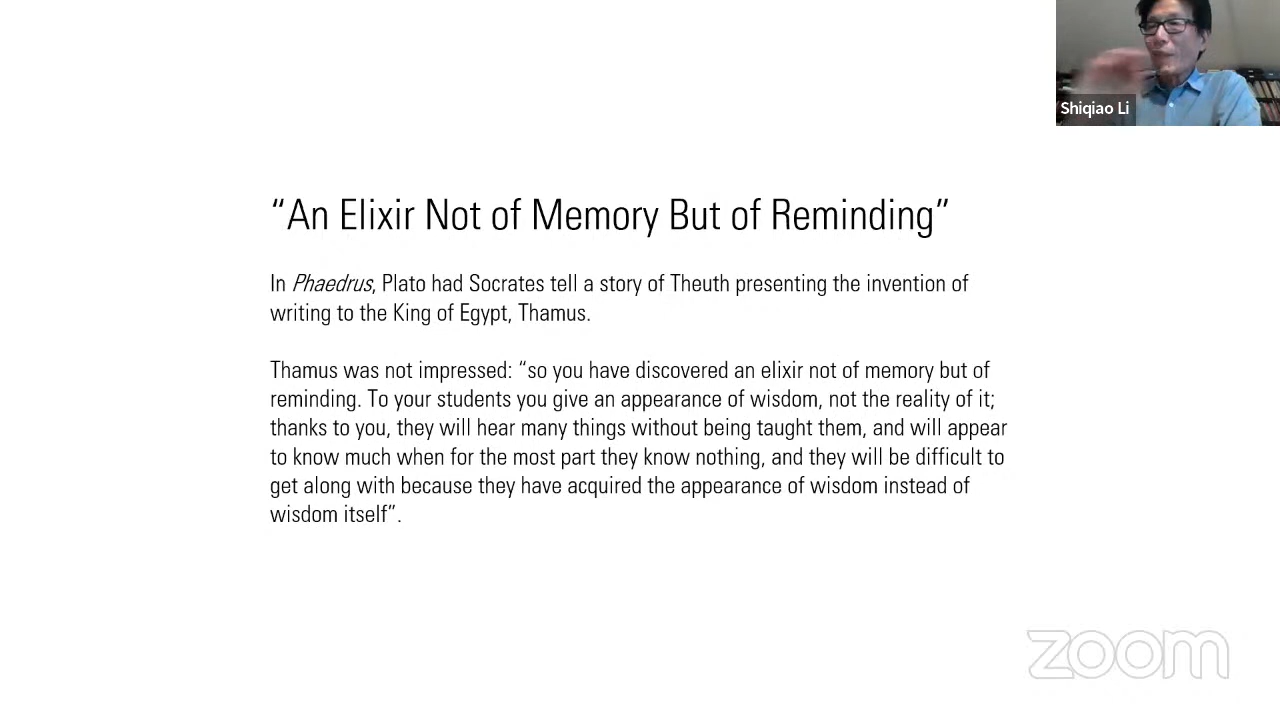 Shiqiao Li
“An Elixir Not of Memory But of Reminding”
In Phaedrus, Plato had Socrates tell a story of Theuth presenting the invention of
writing to the King of Egypt, Thamus.
Thamus was not impressed: “so you have discovered an elixir not of memory but of
reminding. To your students you give an appearance of wisdom, not the reality of it;
thanks to you, they will hear many things without being taught them, and will appear
to know much when for the most part they know nothing, and they will be difficult to
get along with because they have acquired the appearance of wisdom instead of
wisdom itself”.
zoom